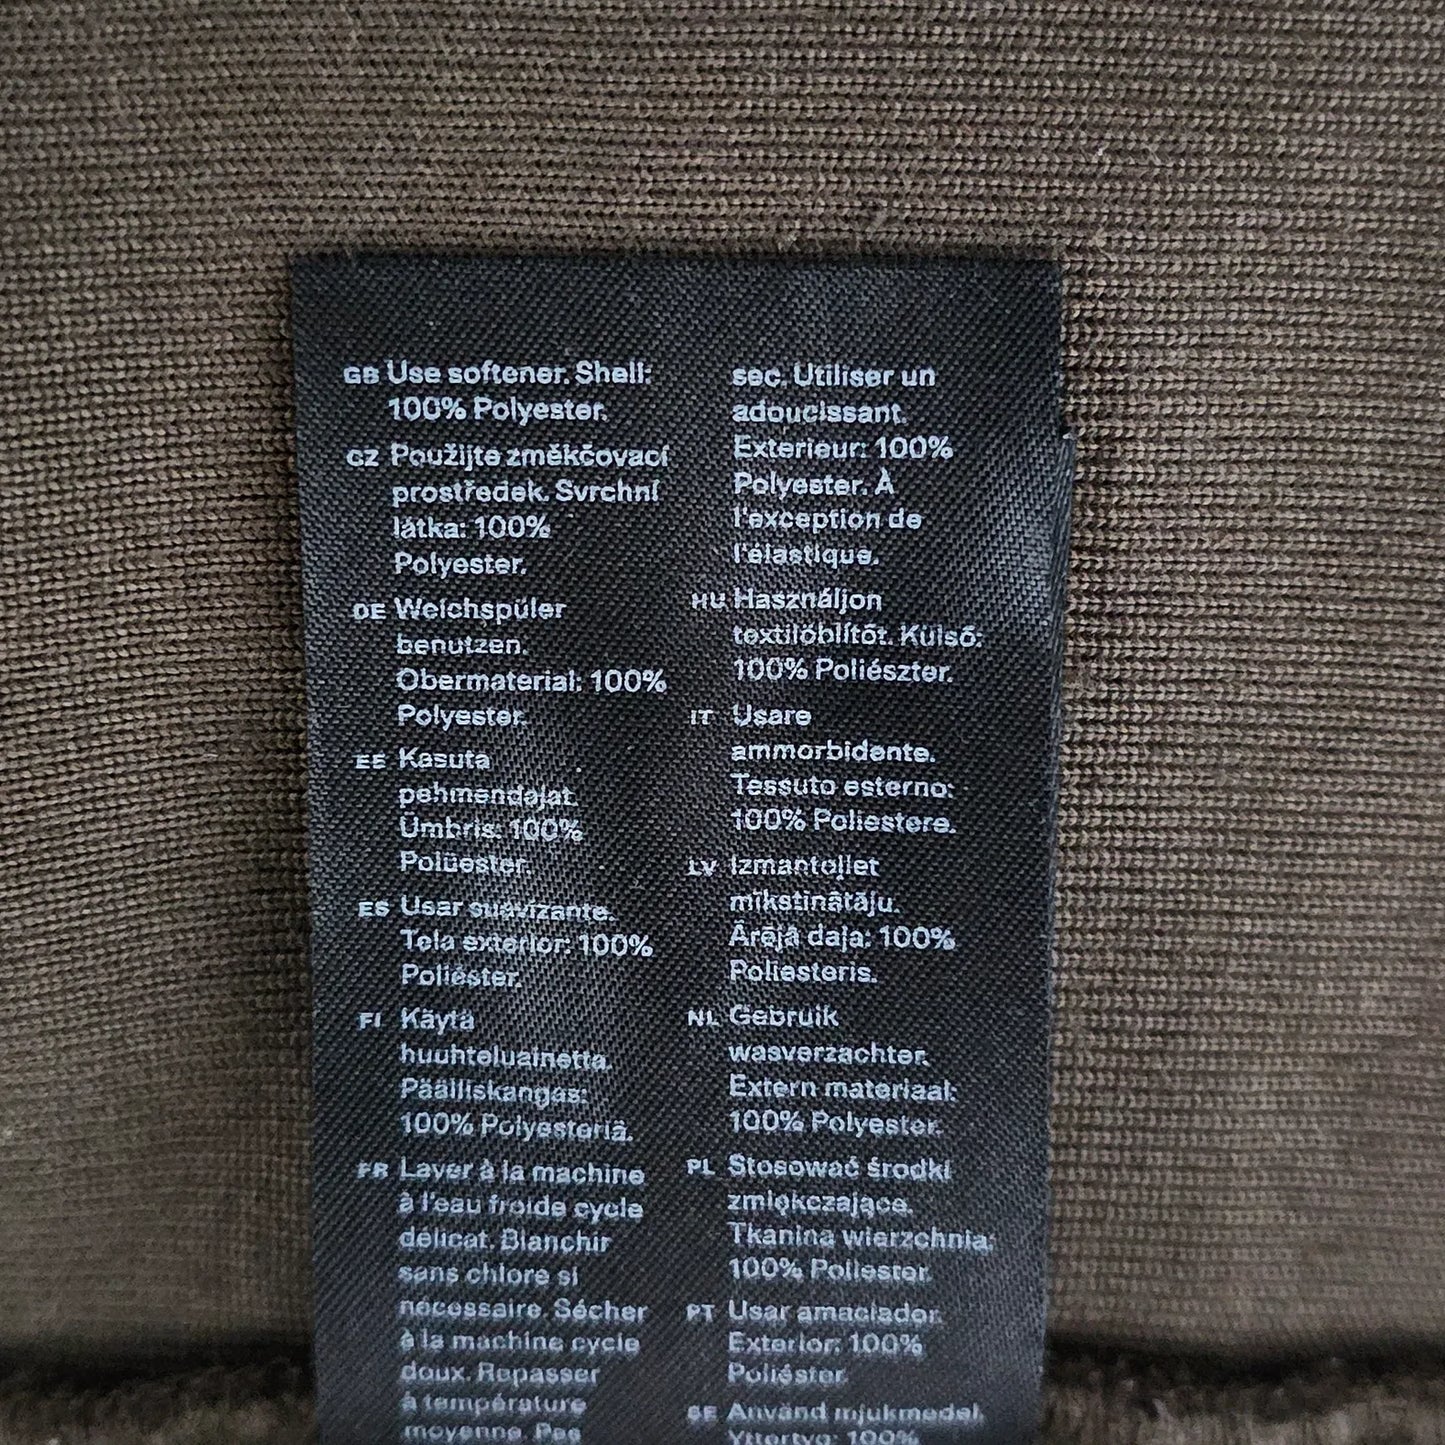 GB Use softener. Shell:
100% Polyester.
CZ Použijte změkčovací
prostředek. Svrchní
látka: 100%
Polyester.
DE Weichspüler
benutzen.
Obermaterial: 100%
Polyester.
EE Kasuta
pehmendajat.
Ümbris: 100%
Polüester.
ES Usar suavizante.
Tela exterior: 100%
Poliéster.
FI Käytä
huuhteluainetta.
Päälliskangas:
100% Polyesteriä.
FR Laver à la machine
à l'eau froide cycle
délicat. Blanchir
sans chlore si
nécessaire. Sécher
à la machine cycle
doux. Repasser
à température
moyenne. Pas
sec. Utiliser un
adoucissant.
Exterieur: 100%
Polyester. À
l'exception de
l'élastique.
HU Használjon
textilöblítőt. Külső:
100% Poliészter.
IT Usare
ammorbidente.
Tessuto esterno:
100% Poliestere.
LV Izmantojiet
mīkstinātāju.
Ārējā daļa: 100%
Poliesteris.
NL Gebruik
wasverzachter.
Extern materiaal:
100% Polyester.
PL Stosować środki
zmiękczające.
Tkanina wierzchnia:
100% Poliester.
PT Usar amaciador.
Exterior: 100%
Poliéster.
SE Använd mjukmedel.
Yttertyg: 100%